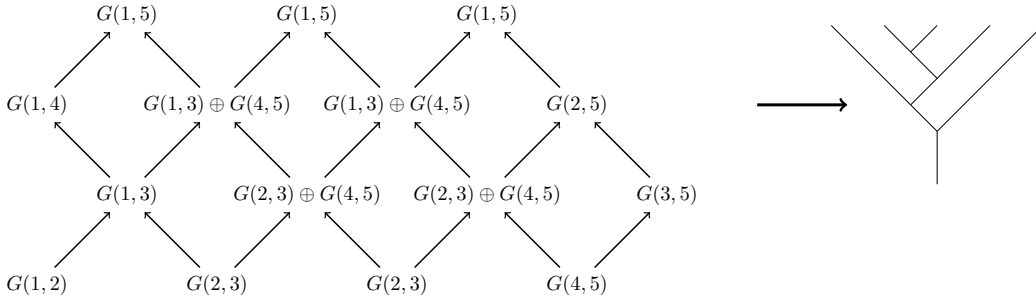 G(1, 5) G(1, 5) G(1, 5)
G(1, 4) G(1, 3) ⊕ G(4, 5) G(1, 3) ⊕ G(4, 5) G(2, 5)
G(1, 3) G(2, 3) ⊕ G(4, 5) G(2, 3) ⊕ G(4, 5) G(3, 5)
G(1, 2) G(2, 3) G(2, 3) G(4, 5)